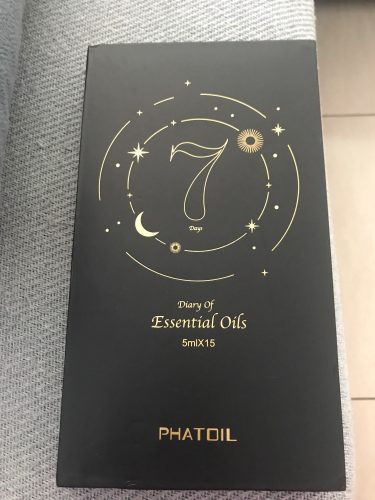 7
Days
Diary Of
Essential Oils
5mlX15
PHATOIL